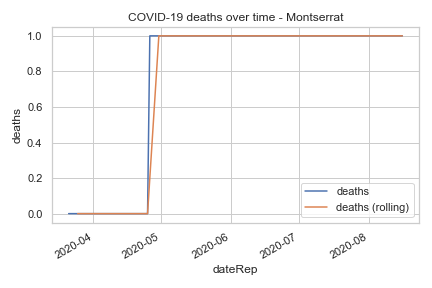 COVID-19 deaths over time - Montserrat
deaths
1.0
0.8
0.6
0.4
0.2
0.0
deaths
deaths (rolling)
2020-04
2020-05
2020-06
2020-07
2020-08
dateRep